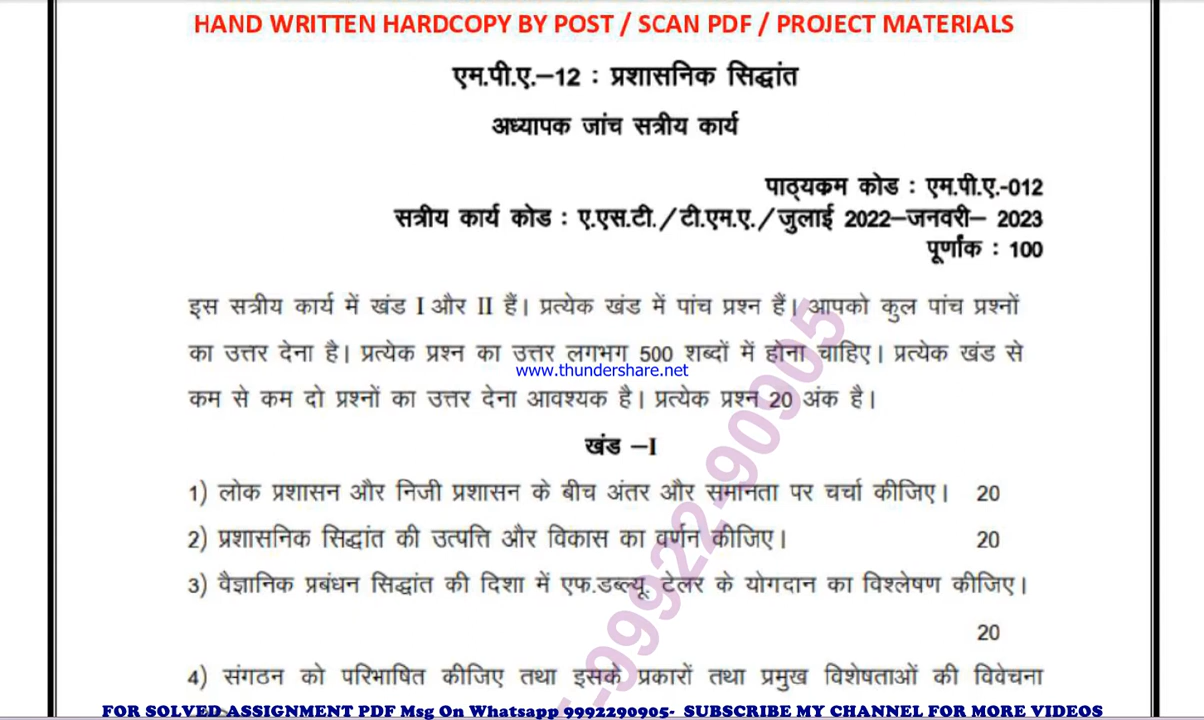 HAND WRITTEN HARDCOPY BY POST / SCAN PDF / PROJECT MATERIALS
एम.पी.ए.–12 : प्रशासनिक सिद्धांत
अध्यापक जांच सत्रीय कार्य
पाठ्यक्रम कोड : एम.पी.ए.-012
सत्रीय कार्य कोड : ए.एस.टी./टी.एम.ए./जुलाई 2022–जनवरी– 2023
पूर्णांक : 100
इस सत्रीय कार्य में खंड I और II हैं। प्रत्येक खंड में पांच प्रश्न हैं। आपको कुल पांच प्रश्नों
का उत्तर देना है। प्रत्येक प्रश्न का उत्तर लगभग 500 शब्दों में होना चाहिए। प्रत्येक खंड से
www.thundershare.net
कम से कम दो प्रश्नों का उत्तर देना आवश्यक है। प्रत्येक प्रश्न 20 अंक है।
खंड –I
1) लोक प्रशासन और निजी प्रशासन के बीच अंतर और समानता पर चर्चा कीजिए। 20
2) प्रशासनिक सिद्धांत की उत्पत्ति और विकास का वर्णन कीजिए। 20
3) वैज्ञानिक प्रबंधन सिद्धांत की दिशा में एफ.डब्ल्यू. टेलर के योगदान का विश्लेषण कीजिए।
20
4) संगठन को परिभाषित कीजिए तथा इसके प्रकारों तथा प्रमुख विशेषताओं की विवेचना
99922-90905
FOR SOLVED ASSIGNMENT PDF Msg On Whatsapp 9992290905- SUBSCRIBE MY CHANNEL FOR MORE VIDEOS